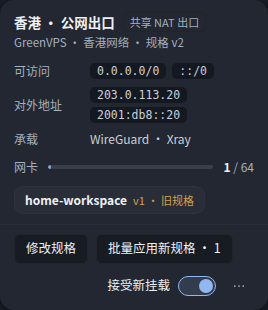 香港 • 公网出口 共享 NAT 出口
GreenVPS • 香港网络 • 规格 v2
可访问 0.0.0.0/0 ::/0
对外地址 203.0.113.20
2001:db8::20
承载 WireGuard • Xray
网卡 1 / 64
home-workspace v1 • 旧规格
修改规格 批量应用新规格 • 1
接受新挂载 ···